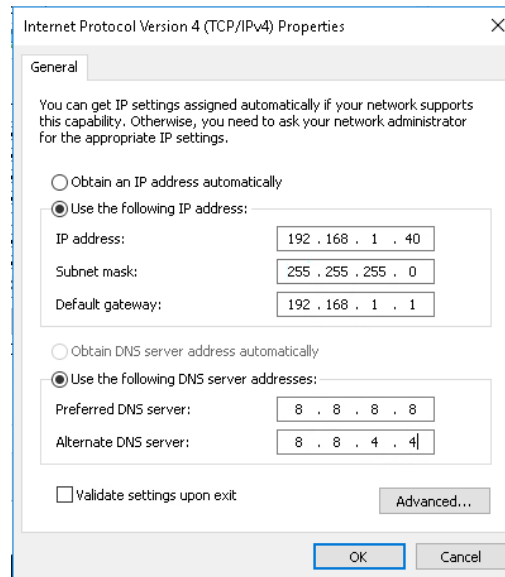 Internet Protocol Version 4 (TCP/IPv4) Properties
General
You can get IP settings assigned automatically if your network supports
this capability. Otherwise, you need to ask your network administrator
for the appropriate IP settings.
Obtain an IP address automatically
Use the following IP address:
IP address: 192 . 168 . 1 . 40
Subnet mask: 255 . 255 . 255 . 0
Default gateway: 192 . 168 . 1 . 1
Obtain DNS server address automatically
Use the following DNS server addresses:
Preferred DNS server: 8 . 8 . 8 . 8
Alternate DNS server: 8 . 8 . 4 . 4
Validate settings upon exit
Advanced...
OK Cancel